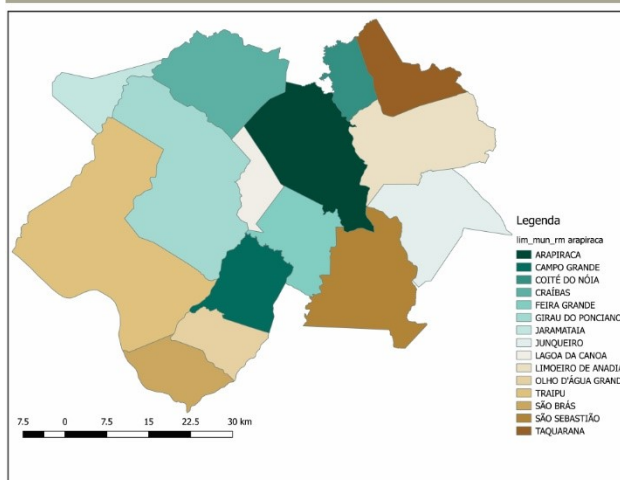 Legenda
lim_mun_rm arapiraca
ARAPIRACA
CAMPO GRANDE
COITÉ DO NÓIA
CRAÍBAS
FEIRA GRANDE
GIRAU DO PONCIANO
JARAMATAIA
JUNQUEIRO
LAGOA DA CANOA
LIMOEIRO DE ANADIA
OLHO D'ÁGUA GRAND
TRAIPU
SÃO BRÁS
SÃO SEBASTIÃO
TAQUARANA
7.5 0 7.5 15 22.5 30 km